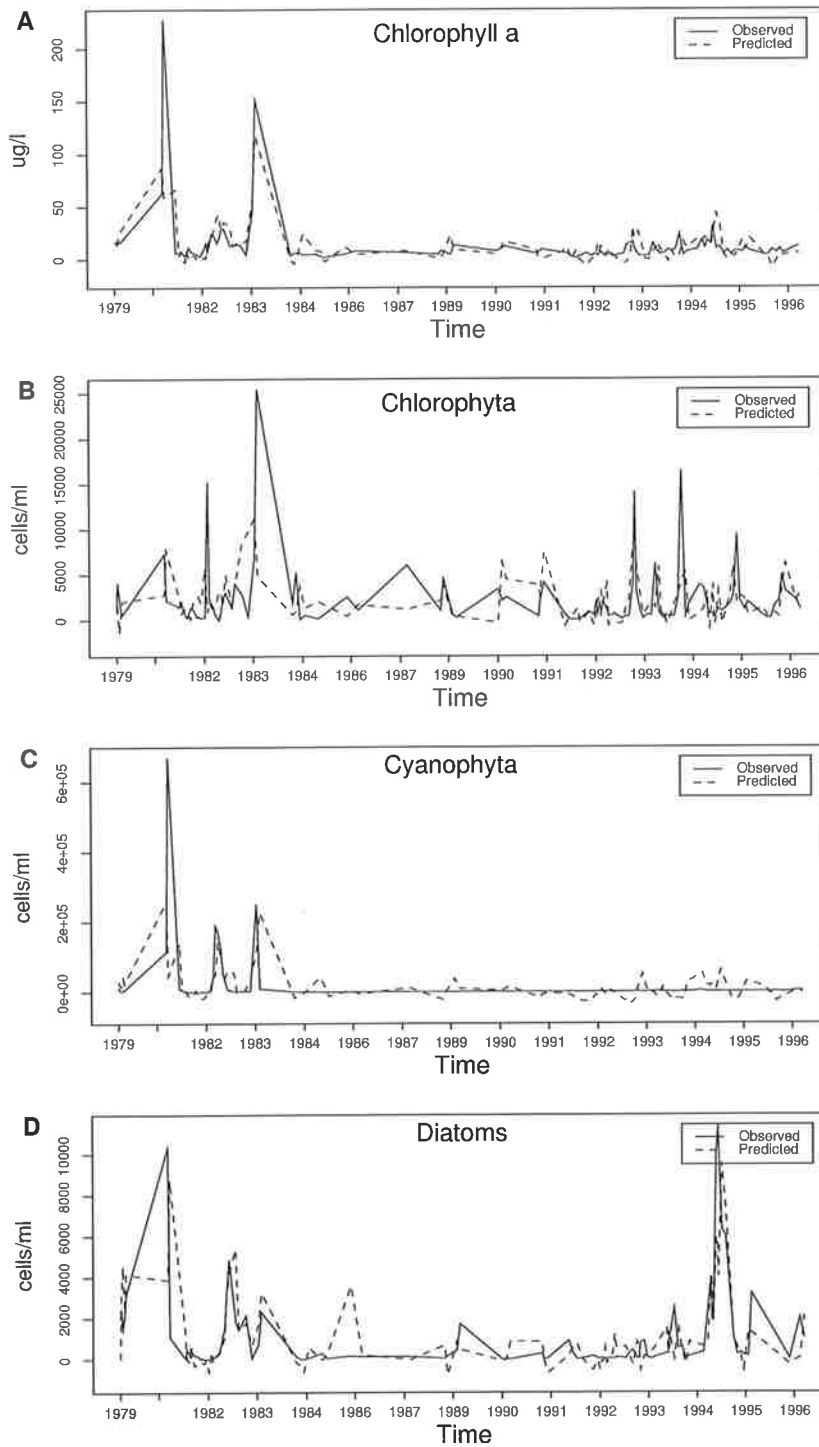 A
Chlorophyll a
Observed
Predicted
ug/l
0 50 100 150 200
1979 1982 1983 1984 1986 1987 1989 1990 1991 1992 1993 1994 1995 1996
Time
B
Chlorophyta
Observed
Predicted
cells/ml
0 5000 10000 15000 20000 25000
1979 1982 1983 1984 1986 1987 1989 1990 1991 1992 1993 1994 1995 1996
Time
C
Cyanophyta
Observed
Predicted
cells/ml
0e+00 2e+05 4e+05 6e+05
1979 1982 1983 1984 1986 1987 1989 1990 1991 1992 1993 1994 1995 1996
Time
D
Diatoms
Observed
Predicted
cells/ml
0 2000 4000 6000 8000 10000
1979 1982 1983 1984 1986 1987 1989 1990 1991 1992 1993 1994 1995 1996
Time